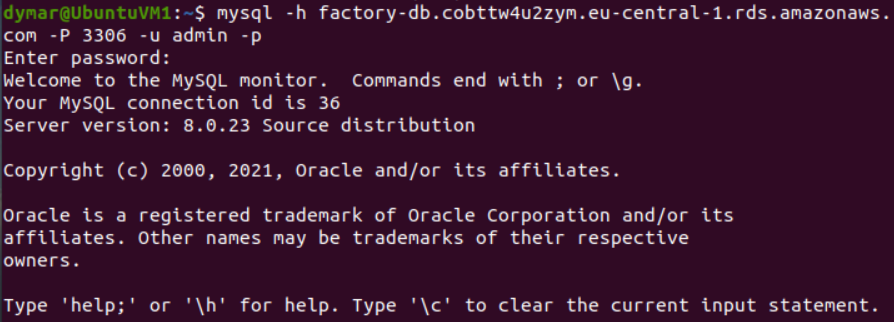 dymar@UbuntuVM1:~$ mysql -h factory-db.cobttw4u2zym.eu-central-1.rds.amazonaws.
com -P 3306 -u admin -p
Enter password:
Welcome to the MySQL monitor.  Commands end with ; or \g.
Your MySQL connection id is 36
Server version: 8.0.23 Source distribution

Copyright (c) 2000, 2021, Oracle and/or its affiliates.

Oracle is a registered trademark of Oracle Corporation and/or its
affiliates. Other names may be trademarks of their respective
owners.

Type 'help;' or '\h' for help. Type '\c' to clear the current input statement.